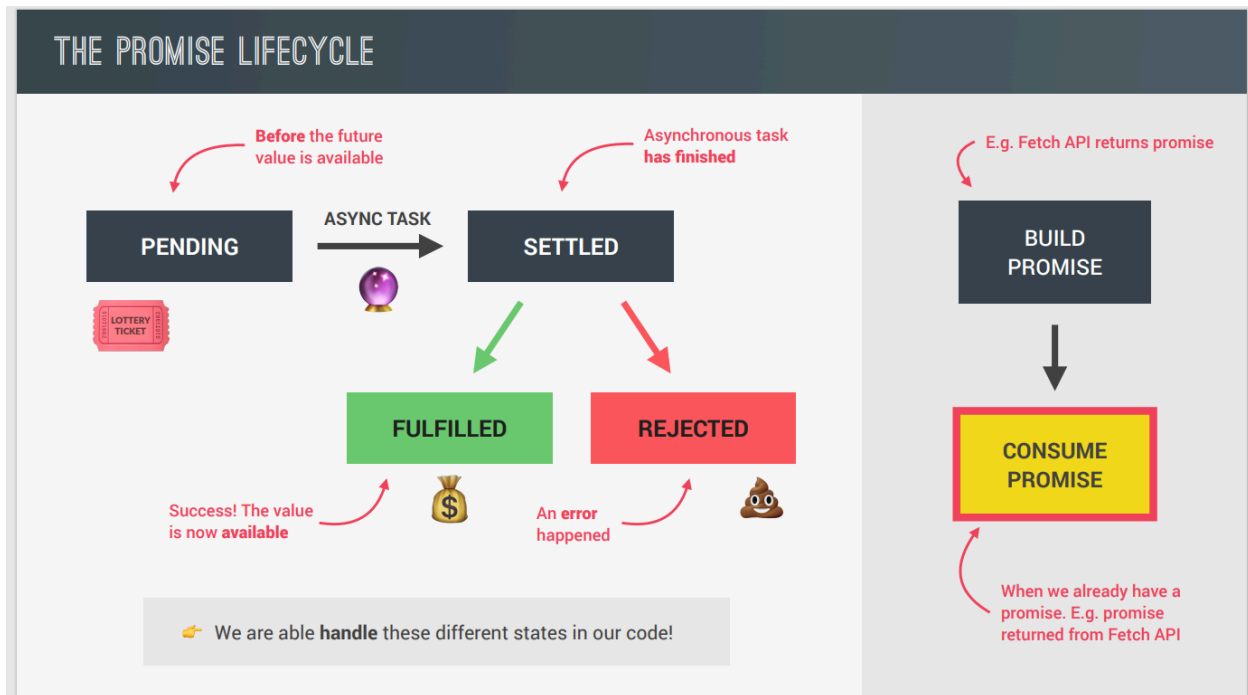 THE PROMISE LIFECYCLE
Before the future
value is available
Asynchronous task
has finished
E.g. Fetch API returns promise
PENDING
ASYNC TASK
SETTLED
BUILD
PROMISE
LOTTERY
TICKET
FULFILLED
REJECTED
CONSUME
PROMISE
Success! The value
is now available
An error
happened
When we already have a
promise. E.g. promise
returned from Fetch API
👉 We are able handle these different states in our code!